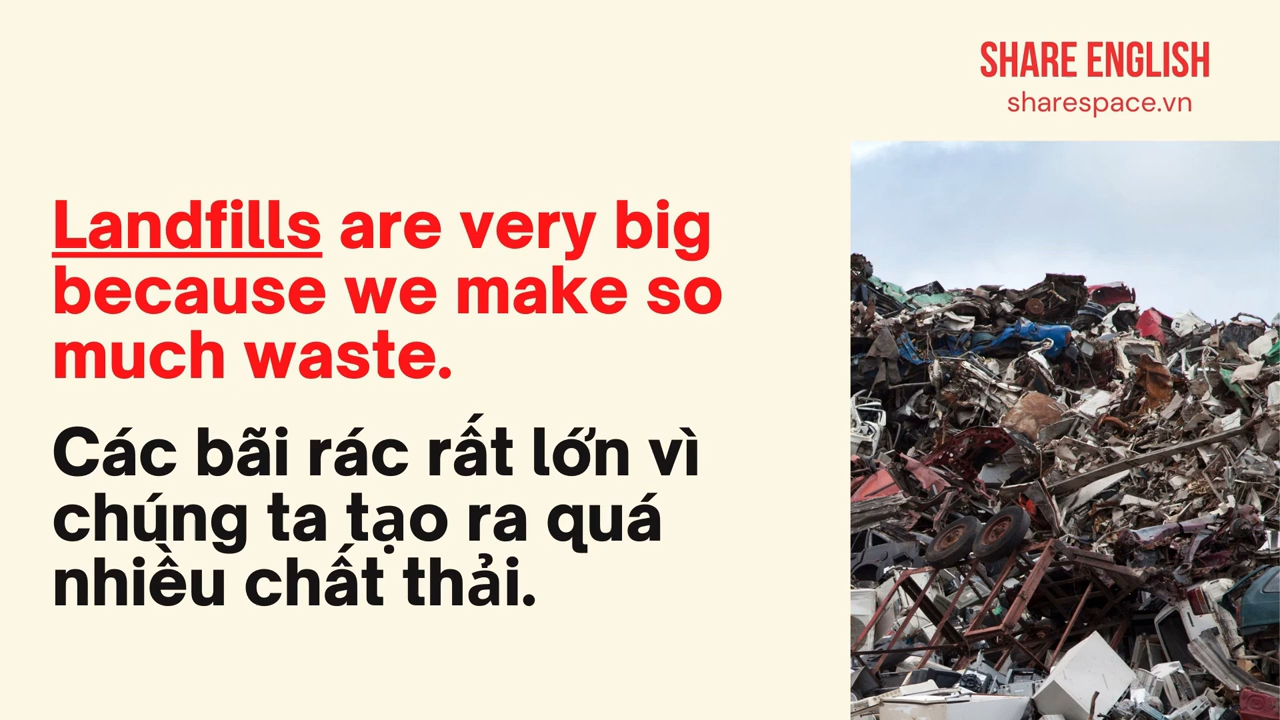 SHARE ENGLISH
sharespace.vn
Landfills are very big
because we make so
much waste.
Các bãi rác rất lớn vì
chúng ta tạo ra quá
nhiều chất thải.